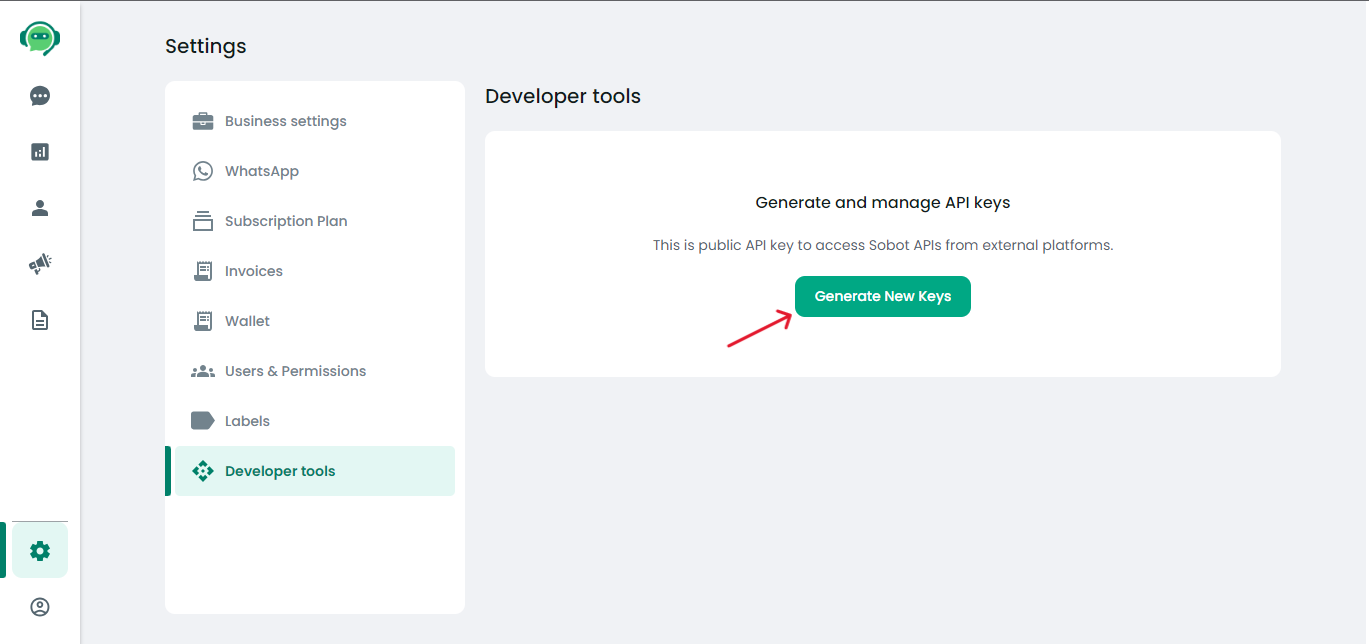 Settings
Business settings
WhatsApp
Subscription Plan
Invoices
Wallet
Users & Permissions
Labels
Developer tools
Developer tools
Generate and manage API keys
This is public API key to access Sobot APIs from external platforms.
Generate New Keys